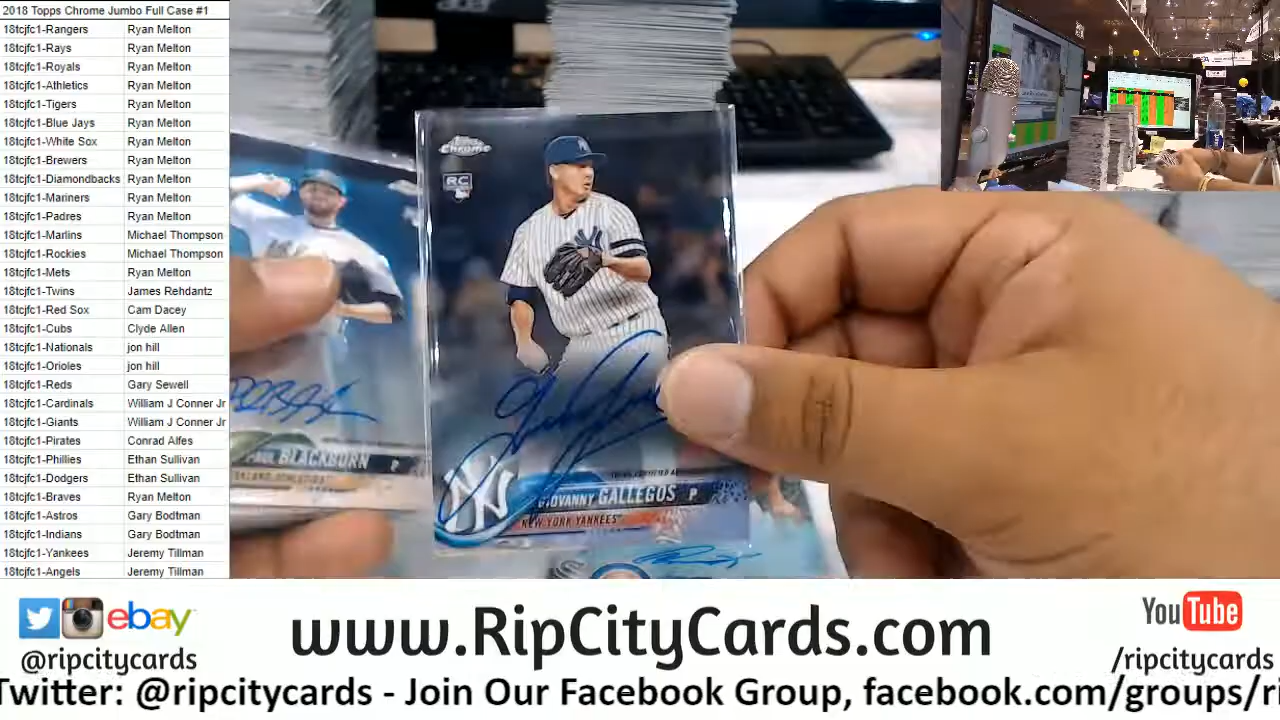 2018 Topps Chrome Jumbo Full Case #1
18tcjfc1-Rangers Ryan Melton
18tcjfc1-Rays Ryan Melton
18tcjfc1-Royals Ryan Melton
18tcjfc1-Athletics Ryan Melton
18tcjfc1-Tigers Ryan Melton
18tcjfc1-Blue Jays Ryan Melton
18tcjfc1-White Sox Ryan Melton
18tcjfc1-Brewers Ryan Melton
18tcjfc1-Diamondbacks Ryan Melton
18tcjfc1-Mariners Ryan Melton
18tcjfc1-Padres Ryan Melton
18tcjfc1-Marlins Michael Thompson
18tcjfc1-Rockies Michael Thompson
18tcjfc1-Mets Ryan Melton
18tcjfc1-Twins James Rehdantz
18tcjfc1-Red Sox Cam Dacey
18tcjfc1-Cubs Clyde Allen
18tcjfc1-Nationals jon hill
18tcjfc1-Orioles jon hill
18tcjfc1-Reds Gary Sewell
18tcjfc1-Cardinals William J Conner Jr
18tcjfc1-Giants William J Conner Jr
18tcjfc1-Pirates Conrad Alfes
18tcjfc1-Phillies Ethan Sullivan
18tcjfc1-Dodgers Ethan Sullivan
18tcjfc1-Braves Ryan Melton
18tcjfc1-Astros Gary Bodtman
18tcjfc1-Indians Gary Bodtman
18tcjfc1-Yankees Jeremy Tillman
18tcjfc1-Angels Jeremy Tillman
Chrome
RC
PAUL BLACKBURN P
NY
GIOVANNY GALLEGOS P
NEW YORK YANKEES
ebay
@ripcitycards
www.RipCityCards.com
YouTube
/ripcitycards
Twitter: @ripcitycards - Join Our Facebook Group, facebook.com/groups/ri